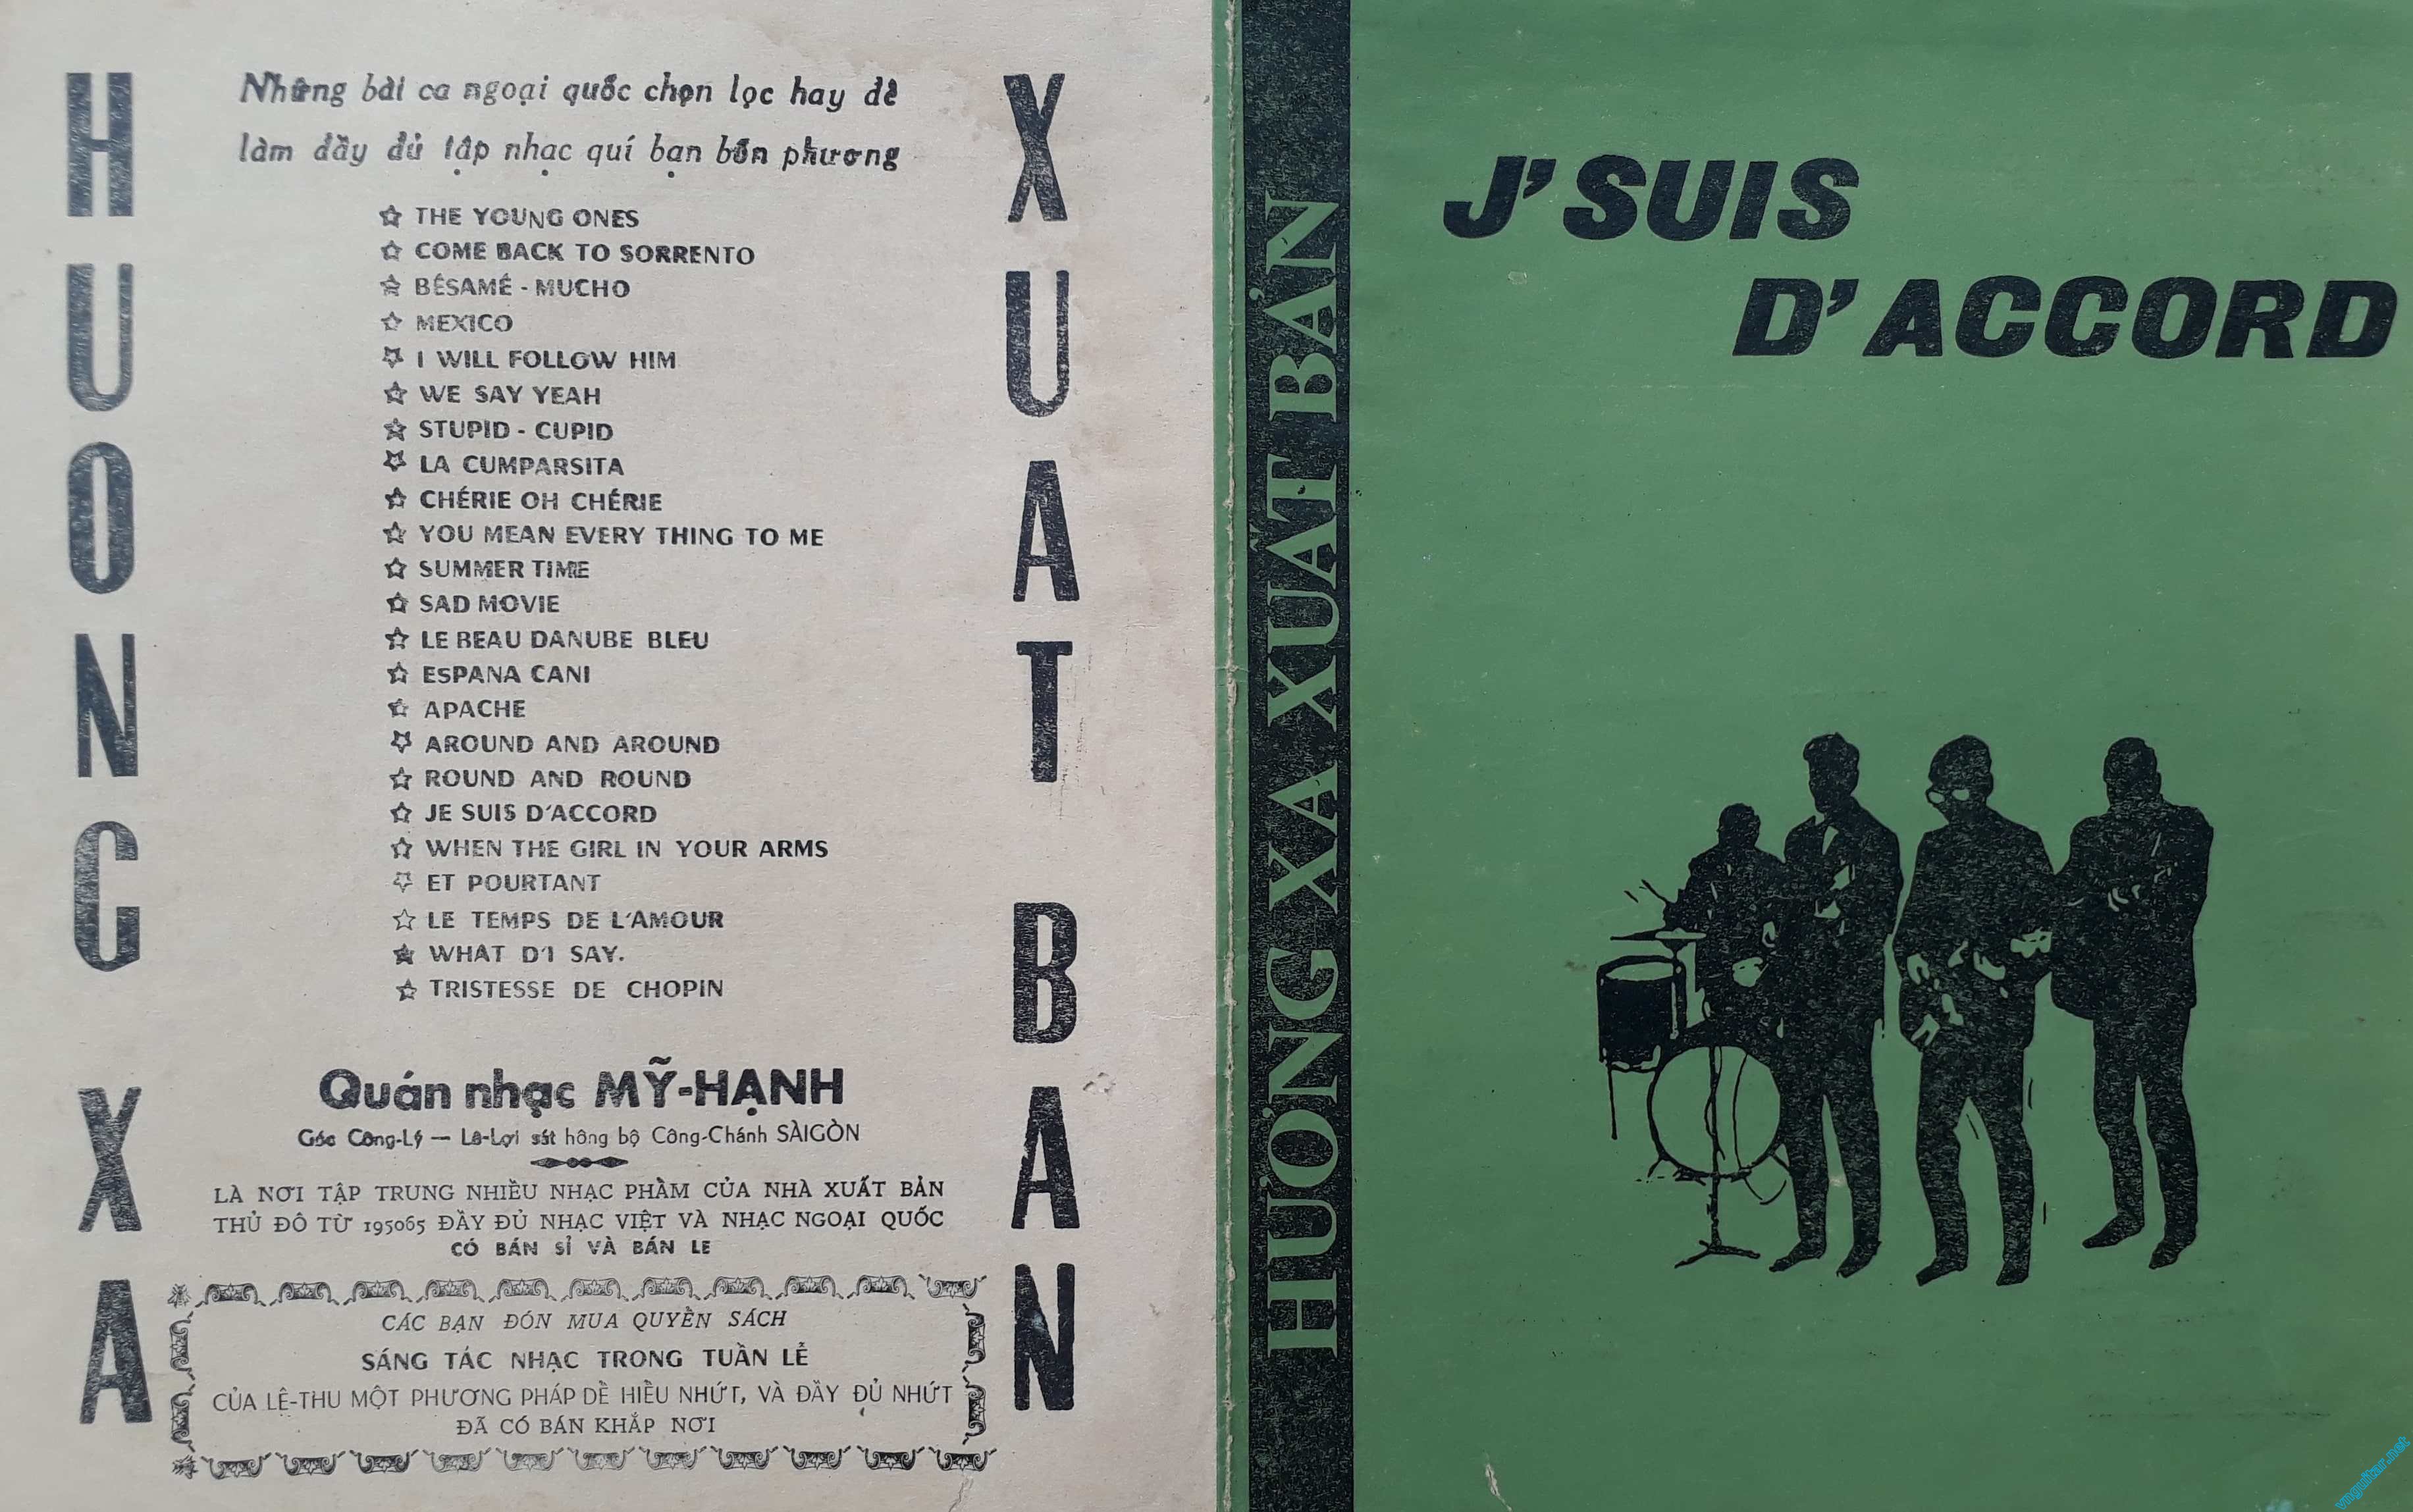 HUONG XA
XUAT BAN
Những bài ca ngoại quốc chọn lọc hay để
làm đầy đủ tập nhạc quí bạn bốn phương
THE YOUNG ONES
COME BACK TO SORRENTO
BÉSAMÉ - MUCHO
MEXICO
I WILL FOLLOW HIM
WE SAY YEAH
STUPID - CUPID
LA CUMPARSITA
CHÉRIE OH CHÉRIE
YOU MEAN EVERY THING TO ME
SUMMER TIME
SAD MOVIE
LE BEAU DANUBE BLEU
ESPANA CANI
APACHE
AROUND AND AROUND
ROUND AND ROUND
JE SUIS D'ACCORD
WHEN THE GIRL IN YOUR ARMS
ET POURTANT
LE TEMPS DE L'AMOUR
WHAT D'I SAY.
TRISTESSE DE CHOPIN
Quán nhạc MỸ-HẠNH
Góc Công-Lý — Lê-Lợi sát hông bộ Công-Chánh SÀIGÒN
LÀ NƠI TẬP TRUNG NHIỀU NHẠC PHẨM CỦA NHÀ XUẤT BẢN
THỦ ĐÔ TỪ 195065 ĐẦY ĐỦ NHẠC VIỆT VÀ NHẠC NGOẠI QUỐC
CÓ BÁN SỈ VÀ BÁN LE
CÁC BẠN ĐÓN MUA QUYỂN SÁCH
SÁNG TÁC NHẠC TRONG TUẦN LỄ
CỦA LỆ-THU MỘT PHƯƠNG PHÁP DỄ HIỂU NHỨT, VÀ ĐẦY ĐỦ NHỨT
ĐÃ CÓ BÁN KHẮP NƠI
HƯƠNG XA XUẤT BẢN
J'SUIS
D'ACCORD
vnguitar.net